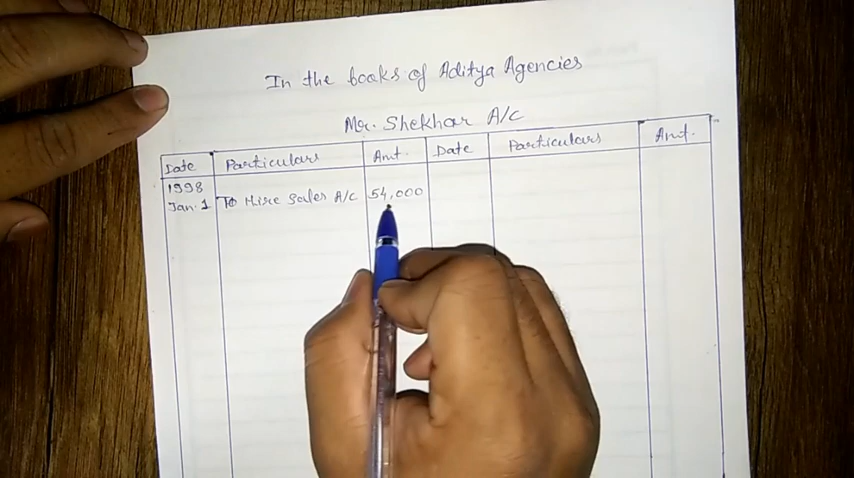 In the books of Aditya Agencies
Mr. Shekhar A/C
Date Particulars Amt. Date Particulars Amt.
1998
Jan. 1 To Hire Sales A/C 54,000